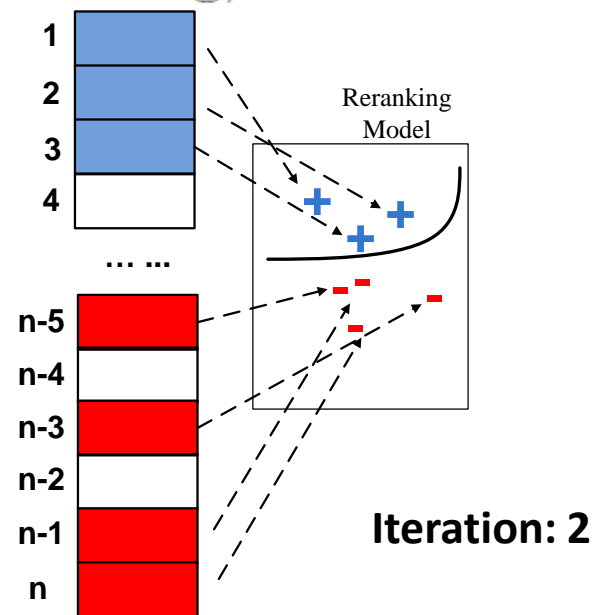 1
2
3
4
... ...
n-5
n-4
n-3
n-2
n-1
n
Reranking
Model
Iteration: 2